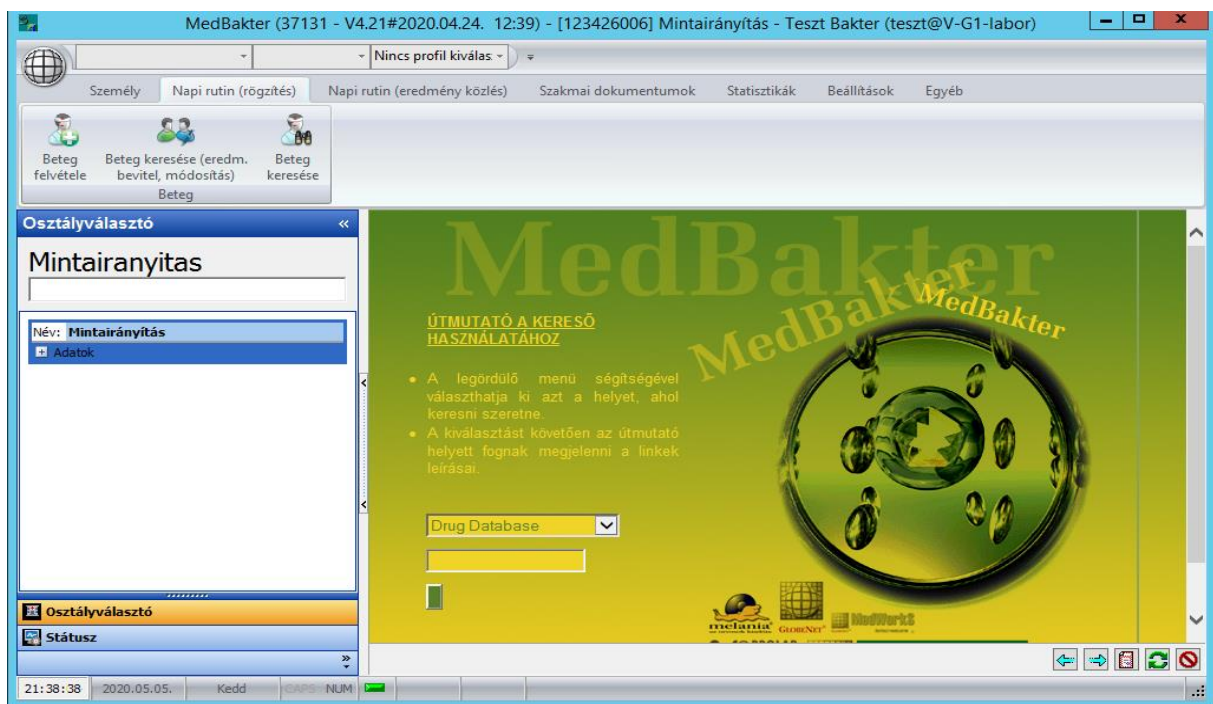 MedBakter (37131 - V4.21#2020.04.24. 12:39) - [123426006] Mintairányítás - Teszt Bakter (teszt@V-G1-labor)
Nincs profil kiválas
Személy Napi rutin (rögzítés) Napi rutin (eredmény közlés) Szakmai dokumentumok Statisztikák Beállítások Egyéb
Beteg felvétele
Beteg keresése (eredm. bevitel, módosítás)
Beteg keresése
Beteg
Osztályválasztó
Mintairanyitas
Név: Mintairányítás
Adatok
Osztályválasztó
Státusz
MedBakter
MedBakter
MedBakter
ÚTMUTATÓ A KERESŐ
HASZNÁLATÁHOZ
• A legördülő menü ségítségével
választhatja ki azt a helyet, ahol
keresni szeretne.
• A kiválasztást követően az útmutató
helyett fognak megjelenni a linkek
leírásai.
Drug Database
melania
GLOBENET
MedWorkS
21:38:38 2020.05.05. Kedd CAPS NUM